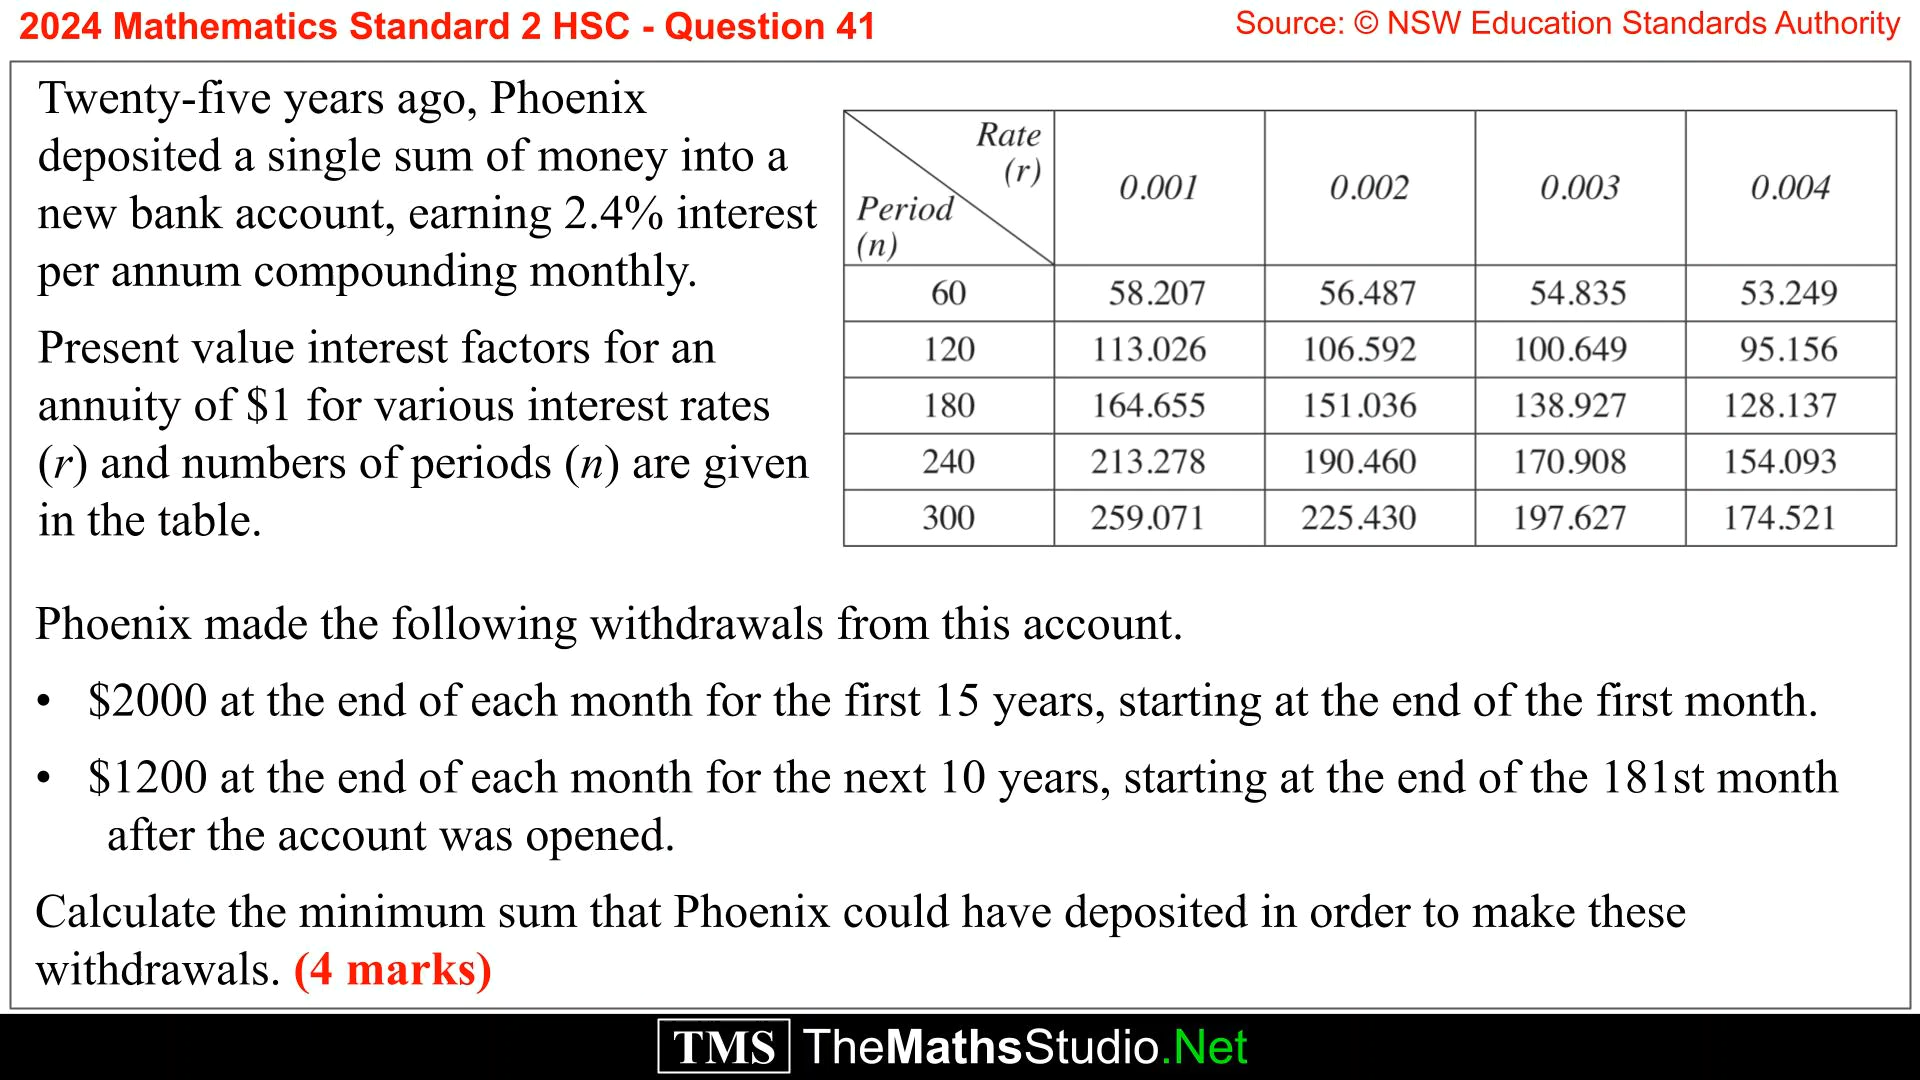 2024 Mathematics Standard 2 HSC - Question 41
Source: © NSW Education Standards Authority
Twenty-five years ago, Phoenix
deposited a single sum of money into a
new bank account, earning 2.4% interest
per annum compounding monthly.
Present value interest factors for an
annuity of $1 for various interest rates
(r) and numbers of periods (n) are given
in the table.
Rate
(r)
Period
(n)
0.001 0.002 0.003 0.004
60 58.207 56.487 54.835 53.249
120 113.026 106.592 100.649 95.156
180 164.655 151.036 138.927 128.137
240 213.278 190.460 170.908 154.093
300 259.071 225.430 197.627 174.521
Phoenix made the following withdrawals from this account.
• $2000 at the end of each month for the first 15 years, starting at the end of the first month.
• $1200 at the end of each month for the next 10 years, starting at the end of the 181st month
after the account was opened.
Calculate the minimum sum that Phoenix could have deposited in order to make these
withdrawals. (4 marks)
TMS TheMathsStudio.Net